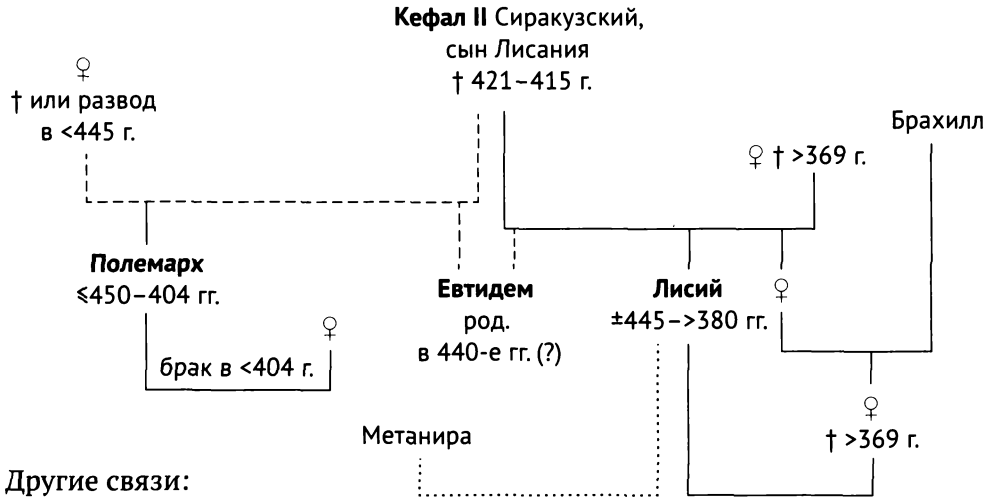 Кефал II Сиракузский,
сын Лисания
† 421–415 г.
♀
† или развод
в <445 г.
Брахилл
♀ † >369 г.
Полемарх
⩽450–404 гг.
Евтидем
род.
в 440-е гг. (?)
Лисий
±445–>380 гг.
♀
♀
брак в <404 г.
♀
† >369 г.
Метанира
Другие связи: